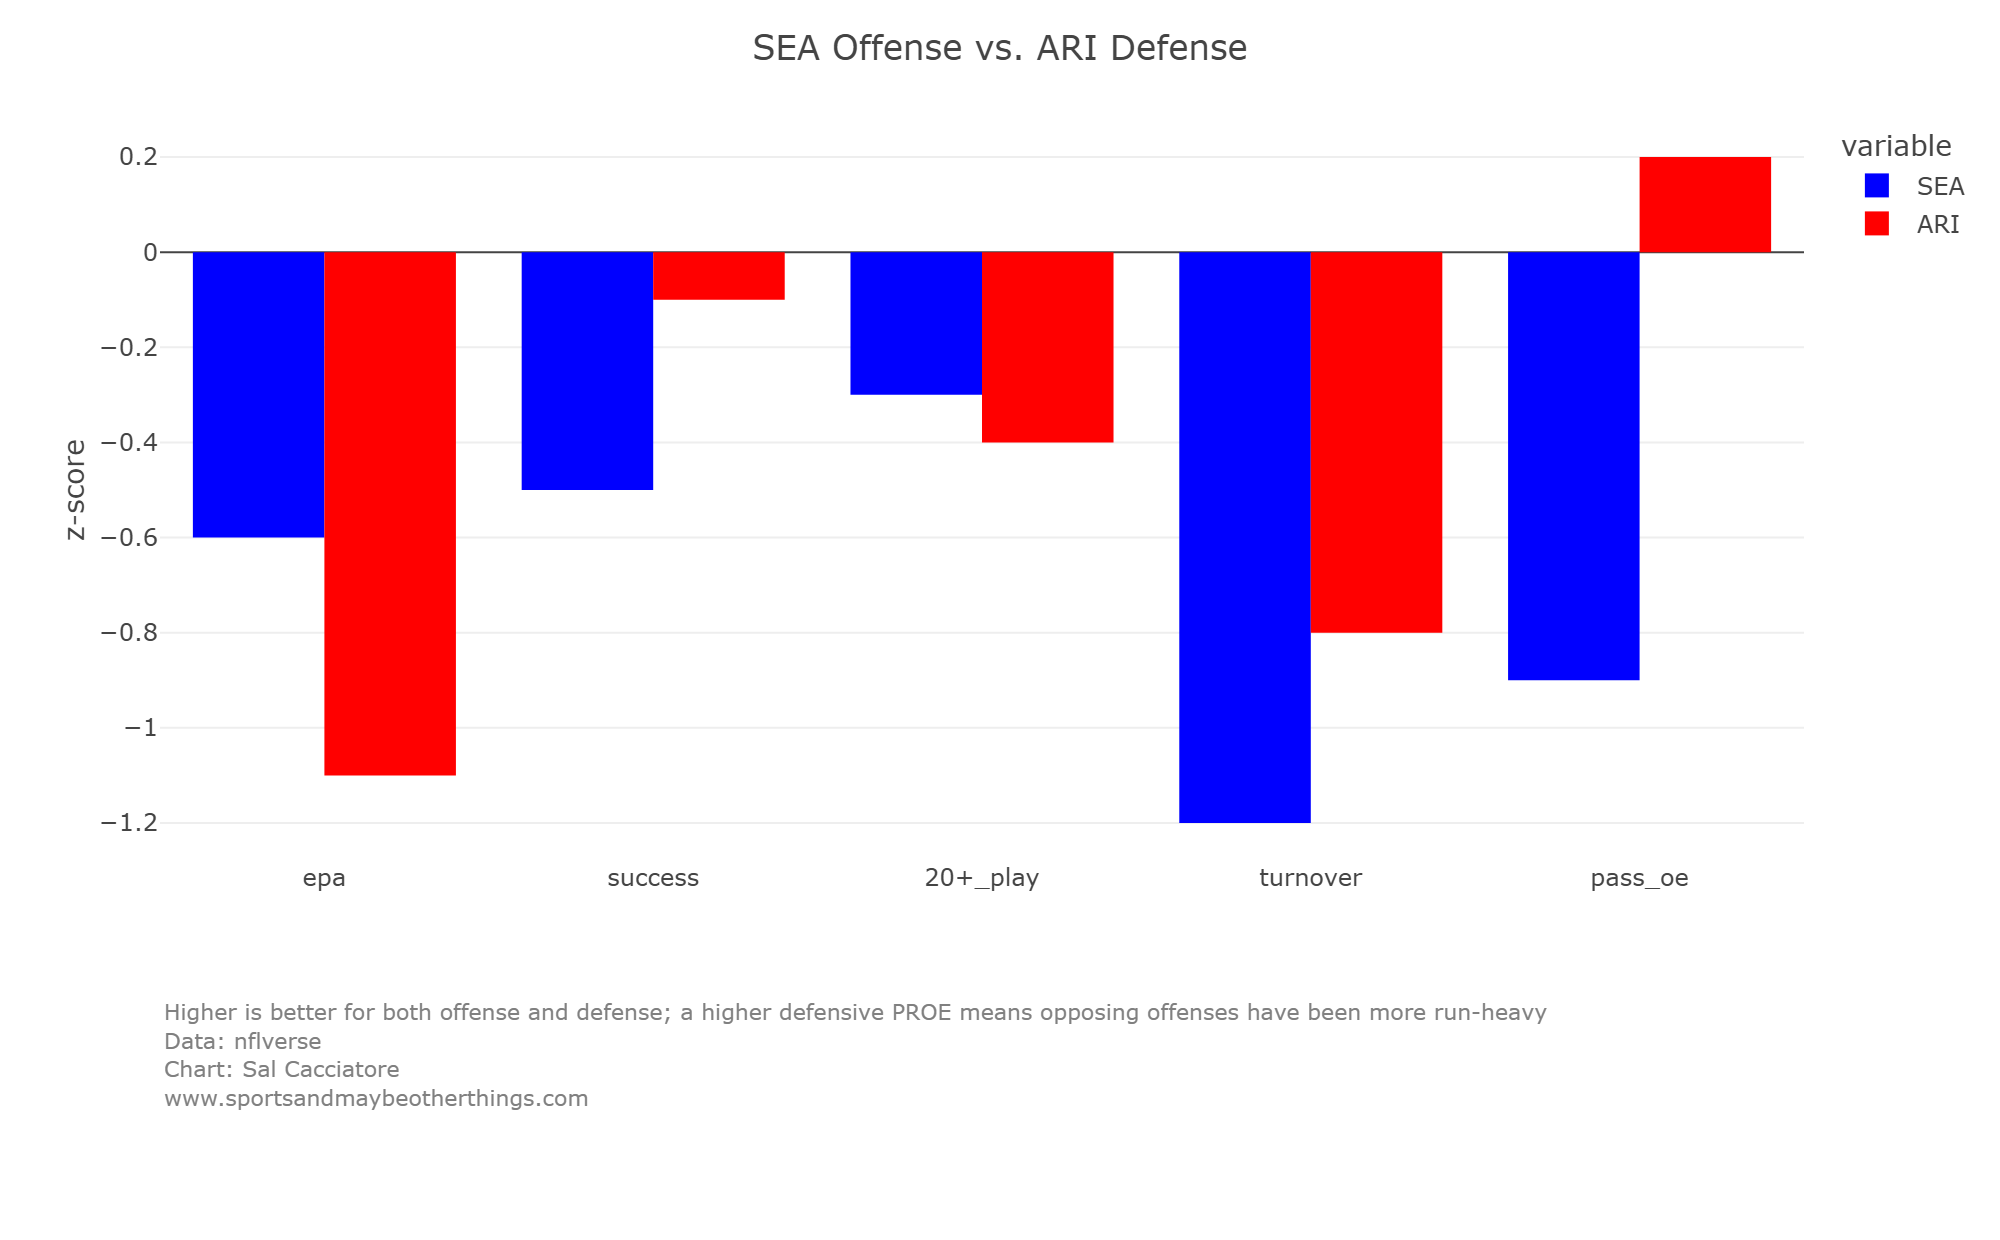 SEA Offense vs. ARI Defense
variable
SEA
ARI
0.2
0
−0.2
−0.4
−0.6
−0.8
−1
−1.2
z-score
epa
success
20+_play
turnover
pass_oe
Higher is better for both offense and defense; a higher defensive PROE means opposing offenses have been more run-heavy
Data: nflverse
Chart: Sal Cacciatore
www.sportsandmaybeotherthings.com